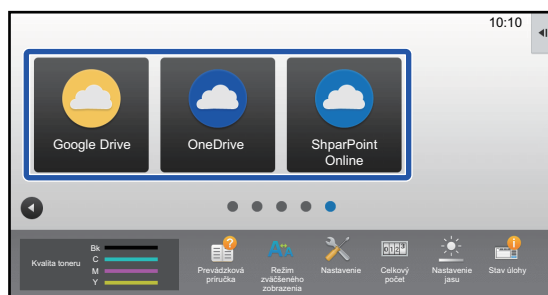 10:10
Google Drive
OneDrive
ShparPoint
Online
Kvalita toneru
Bk
C
M
Y
Prevádzková
príručka
Režim
zväčšeného
zobrazenia
Nastavenie
Celkový
počet
Nastavenie
jasu
Stav úlohy